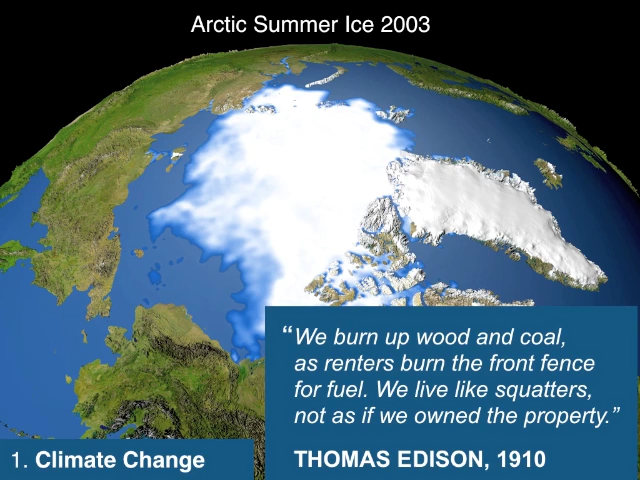 Arctic Summer Ice 2003
“We burn up wood and coal,
as renters burn the front fence
for fuel. We live like squatters,
not as if we owned the property.”
THOMAS EDISON, 1910
1. Climate Change